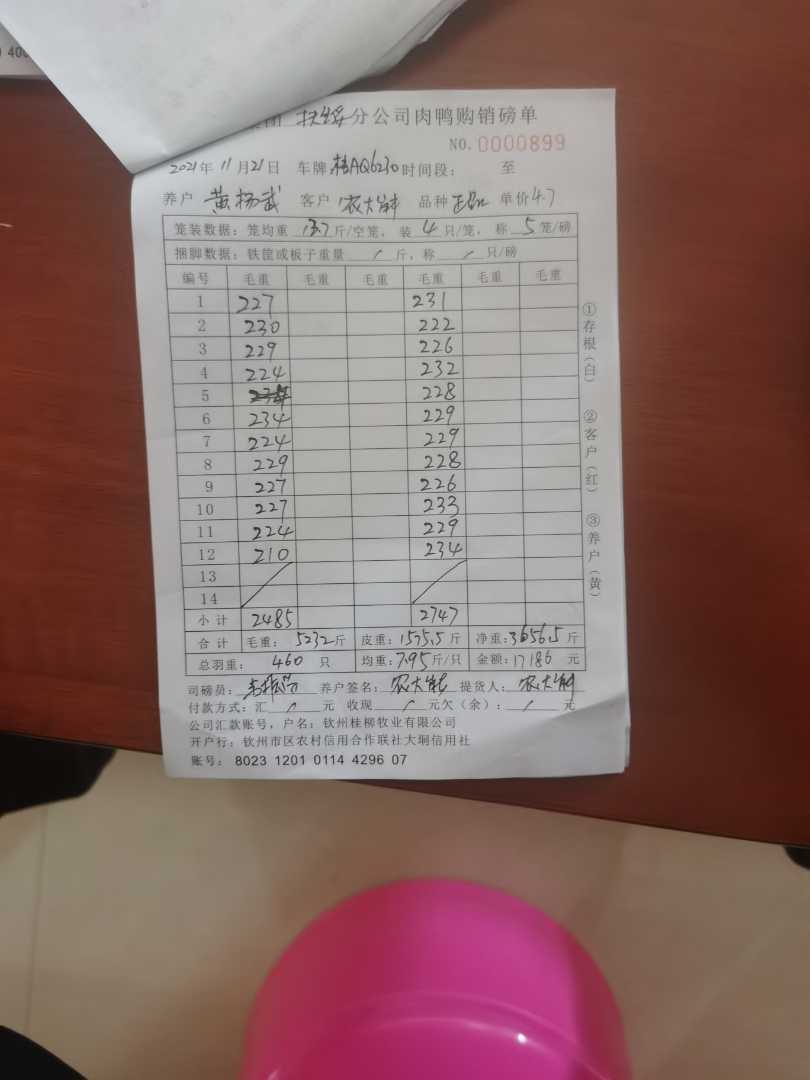 400
扶绥分公司肉鸭购销磅单
NO. 0000899
2021年 11月21日 车牌桂AQ6230时间段: 至
养户 黄杨武 客户 农大能 品种 正品 单价4.7
笼装数据: 笼均重 13.7斤/空笼, 装 4 只/笼, 称 5 笼/磅
捆脚数据: 铁筐或板子重量 / 斤, 称 / 只/磅
编号 毛重 毛重 毛重 毛重 毛重 毛重
1 227 231
2 230 222
3 229 226
4 224 232
5 228
6 234 229
7 224 229
8 229 228
9 227 226
10 227 233
11 224 229
12 210 234
13
14
小计 2485 2747
合计 毛重: 5232斤 皮重: 1575.5斤 净重: 3656.5斤
总羽重: 460 只 均重: 7.95斤/只 金额: 17186 元
司磅员: 养户签名: 农大能 提货人: 农大能
付款方式: 汇 / 元 收现 / 元欠(余): / 元
公司汇款账号, 户名: 钦州桂柳牧业有限公司
开户行: 钦州市区农村信用合作联社大垌信用社
账号: 8023 1201 0114 4296 07
①存根(白) ②客户(红) ③养户(黄)